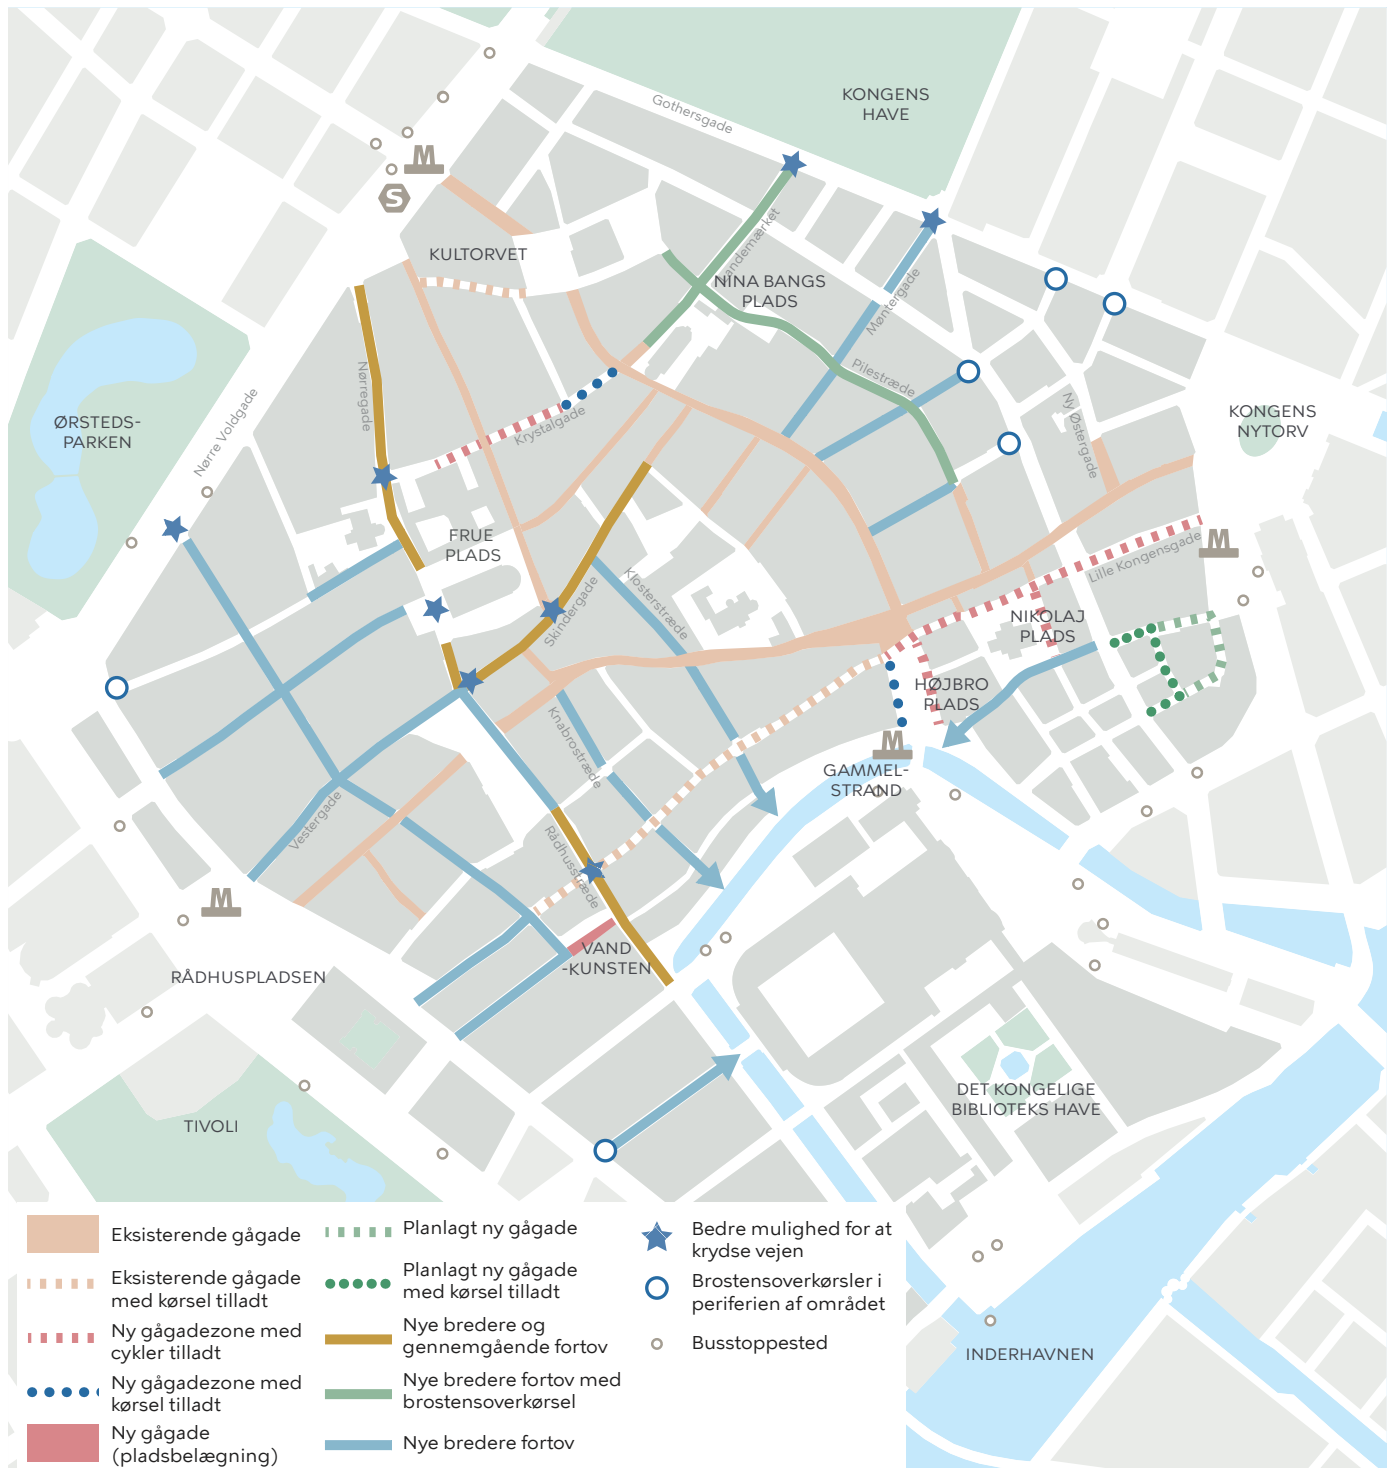 Gothersgade
KONGENS
HAVE
M
S
KULTORVET
Landemærket
NINA BANGS
PLADS
Møntergade
Nørregade
Pilestræde
Ny Østergade
KONGENS
NYTORV
ØRSTEDS-
PARKEN
Nørre Voldgade
Krystalgade
FRUE
PLADS
M
Lille Kongensgade
Klosterstræde
Skindergade
NIKOLAJ
PLADS
HØJBRO
PLADS
Knabrostræde
M
GAMMEL-
STRAND
Vestergade
Rådhusstræde
M
VAND
-KUNSTEN
RÅDHUSPLADSEN
DET KONGELIGE
BIBLIOTEKS HAVE
TIVOLI
INDERHAVNEN
Eksisterende gågade
Eksisterende gågade
med kørsel tilladt
Ny gågadezone med
cykler tilladt
Ny gågadezone med
kørsel tilladt
Ny gågade
(pladsbelægning)
Planlagt ny gågade
Planlagt ny gågade
med kørsel tilladt
Nye bredere og
gennemgående fortov
Nye bredere fortov med
brostensoverkørsel
Nye bredere fortov
Bedre mulighed for at
krydse vejen
Brostensoverkørsler i
periferien af området
Busstoppested